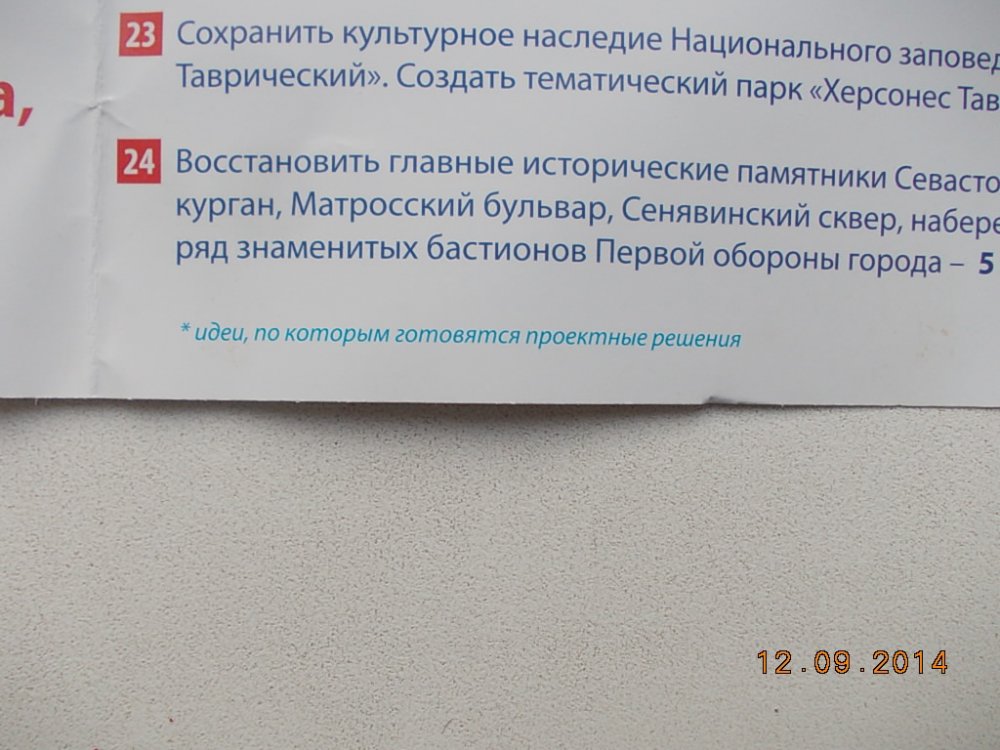 23 Сохранить культурное наследие Национального заповед
Таврический». Создать тематический парк «Херсонес Тав
а,
24 Восстановить главные исторические памятники Севасто
курган, Матросский бульвар, Сенявинский сквер, набере
ряд знаменитых бастионов Первой обороны города – 5
* идеи, по которым готовятся проектные решения
12.09.2014